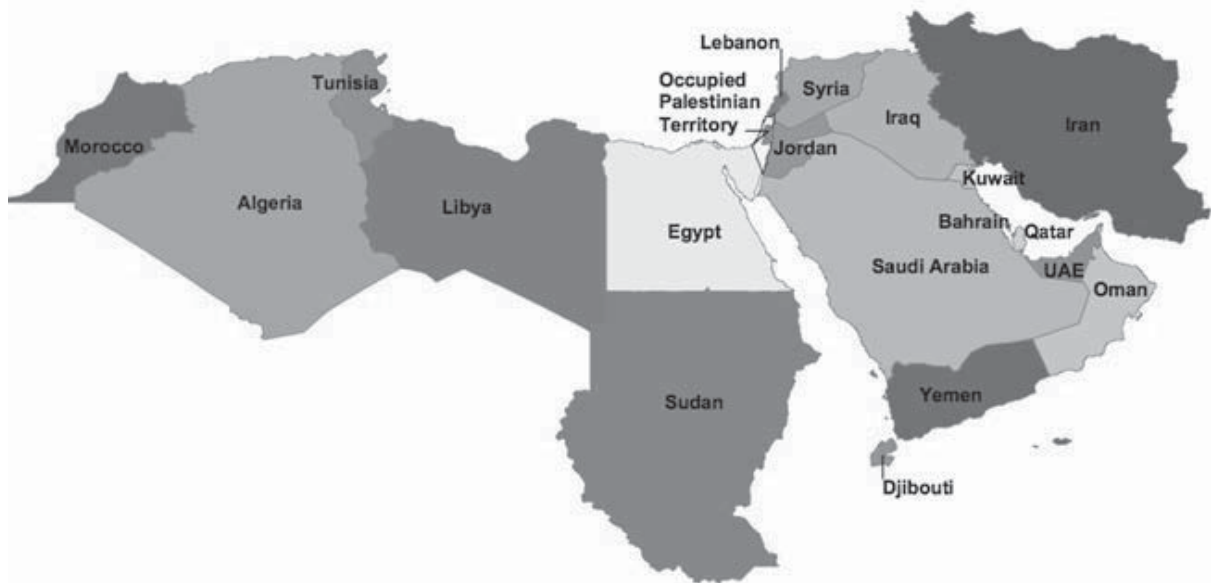 Lebanon
Occupied
Palestinian
Territory
Syria
Iraq
Iran
Jordan
Kuwait
Tunisia
Morocco
Algeria
Libya
Egypt
Bahrain
Qatar
Saudi Arabia
UAE
Oman
Sudan
Yemen
Djibouti